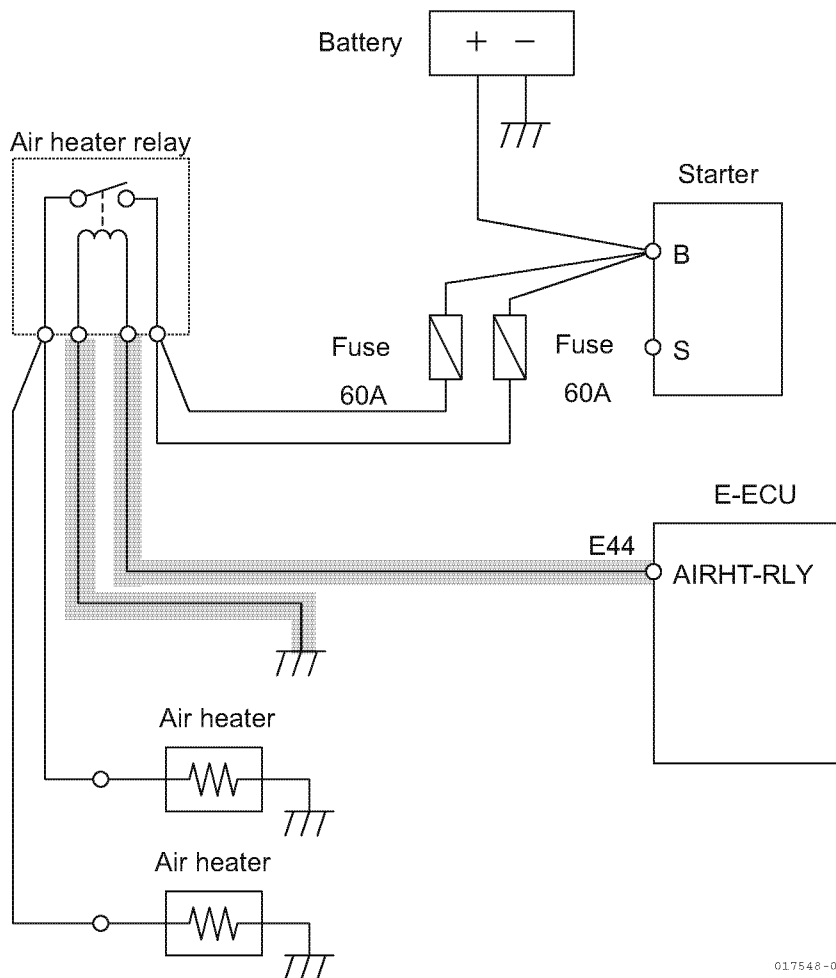 Battery
+ −
Air heater relay
Starter
B
Fuse
60A
Fuse
60A
S
E-ECU
E44
AIRHT-RLY
Air heater
Air heater
017548-0